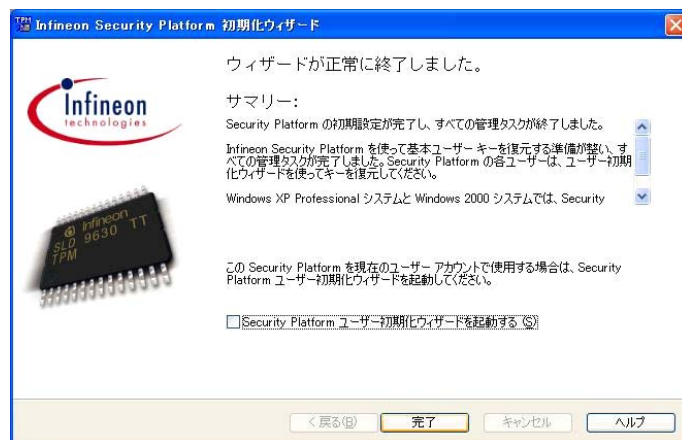 Infineon Security Platform 初期化ウィザード
ウィザードが正常に終了しました。
サマリー:
Security Platform の初期設定が完了し、すべての管理タスクが終了しました。
Infineon Security Platform を使って基本ユーザー キーを復元する準備が整い、す
べての管理タスクが完了しました。Security Platform の各ユーザーは、ユーザー初期
化ウィザードを使ってキーを復元してください。
Windows XP Professional システムと Windows 2000 システムでは、Security
Infineon
technologies
Infineon
SLD 9630 TT
TPM
この Security Platform を現在のユーザー アカウントで使用する場合は、Security
Platform ユーザー初期化ウィザードを起動してください。
Security Platform ユーザー初期化ウィザードを起動する (S)
< 戻る(B)
完了
キャンセル
ヘルプ